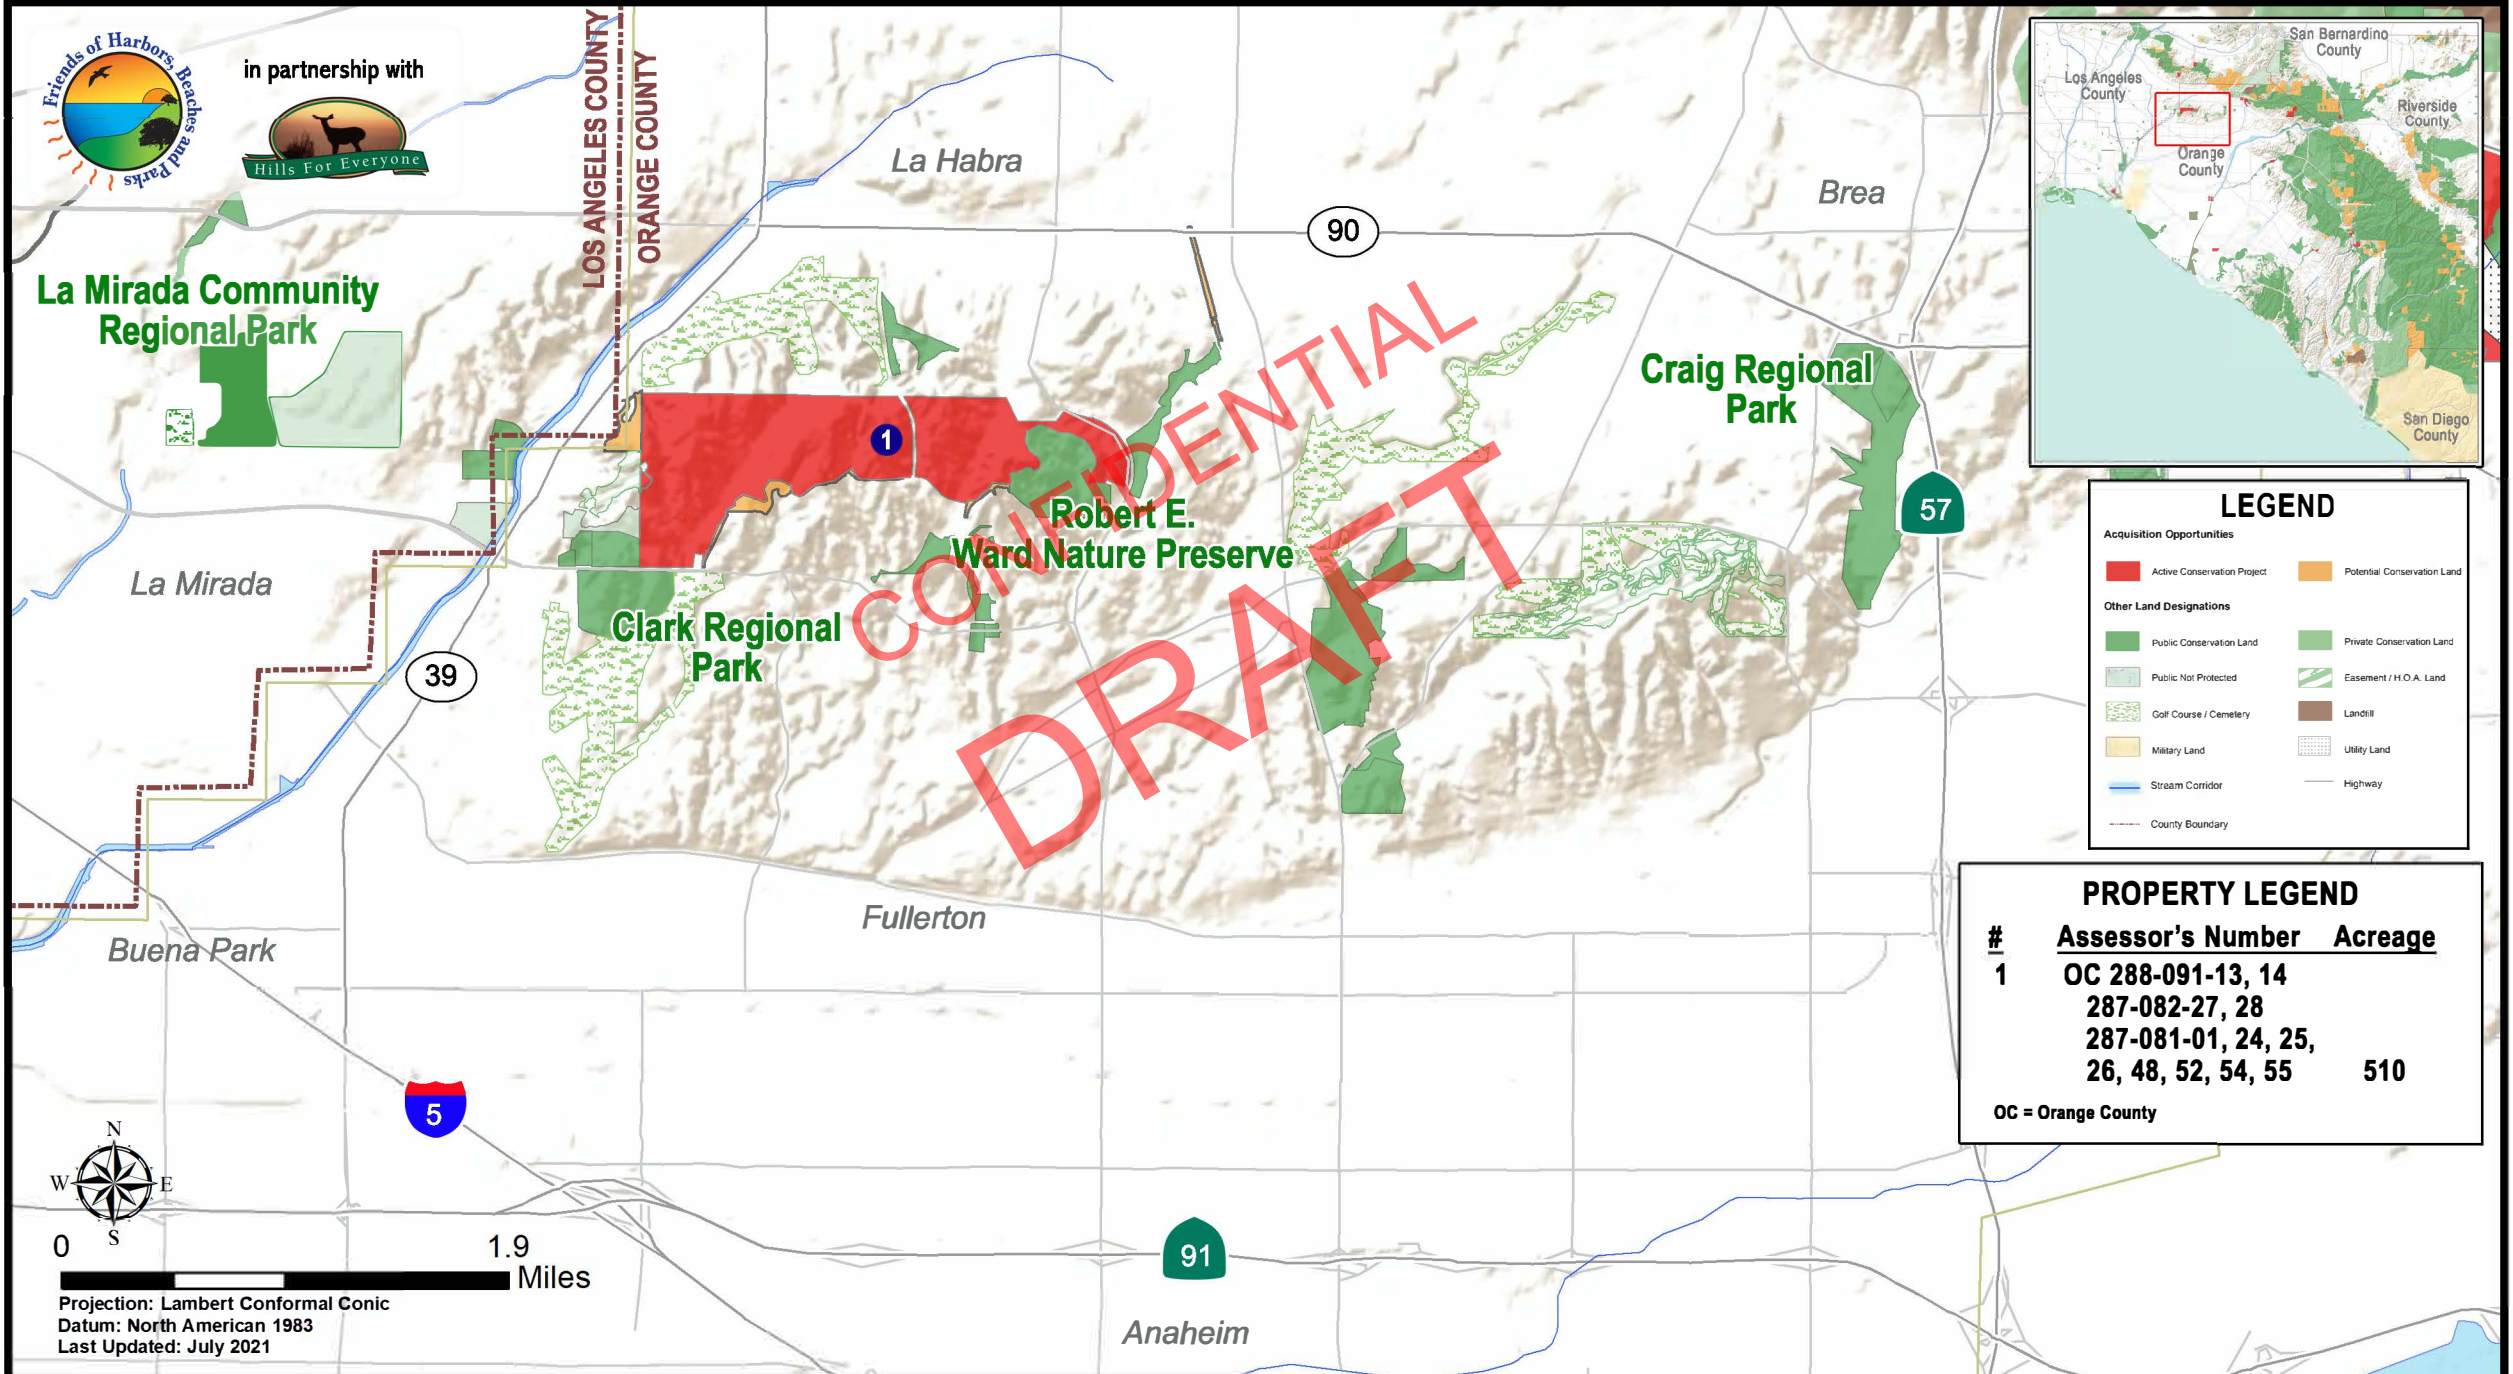 Friends of Harbors, Beaches and Parks
in partnership with
Hills For Everyone
LOS ANGELES COUNTY
ORANGE COUNTY
La Habra
Brea
90
La Mirada Community
Regional Park
Craig Regional
Park
1
57
Robert E.
Ward Nature Preserve
La Mirada
Clark Regional
Park
39
CONFIDENTIAL
DRAFT
Fullerton
Buena Park
5
91
Anaheim
N
W
E
S
0
1.9
Miles
Projection: Lambert Conformal Conic
Datum: North American 1983
Last Updated: July 2021
San Bernardino
County
Los Angeles
County
Riverside
County
Orange
County
San Diego
County
LEGEND
Acquisition Opportunities
Active Conservation Project
Potential Conservation Land
Other Land Designations
Public Conservation Land
Private Conservation Land
Public Not Protected
Easement / H.O.A. Land
Golf Course / Cemetery
Landfill
Military Land
Utility Land
Stream Corridor
Highway
County Boundary
PROPERTY LEGEND
# Assessor's Number Acreage
1 OC 288-091-13, 14
287-082-27, 28
287-081-01, 24, 25,
26, 48, 52, 54, 55 510
OC = Orange County